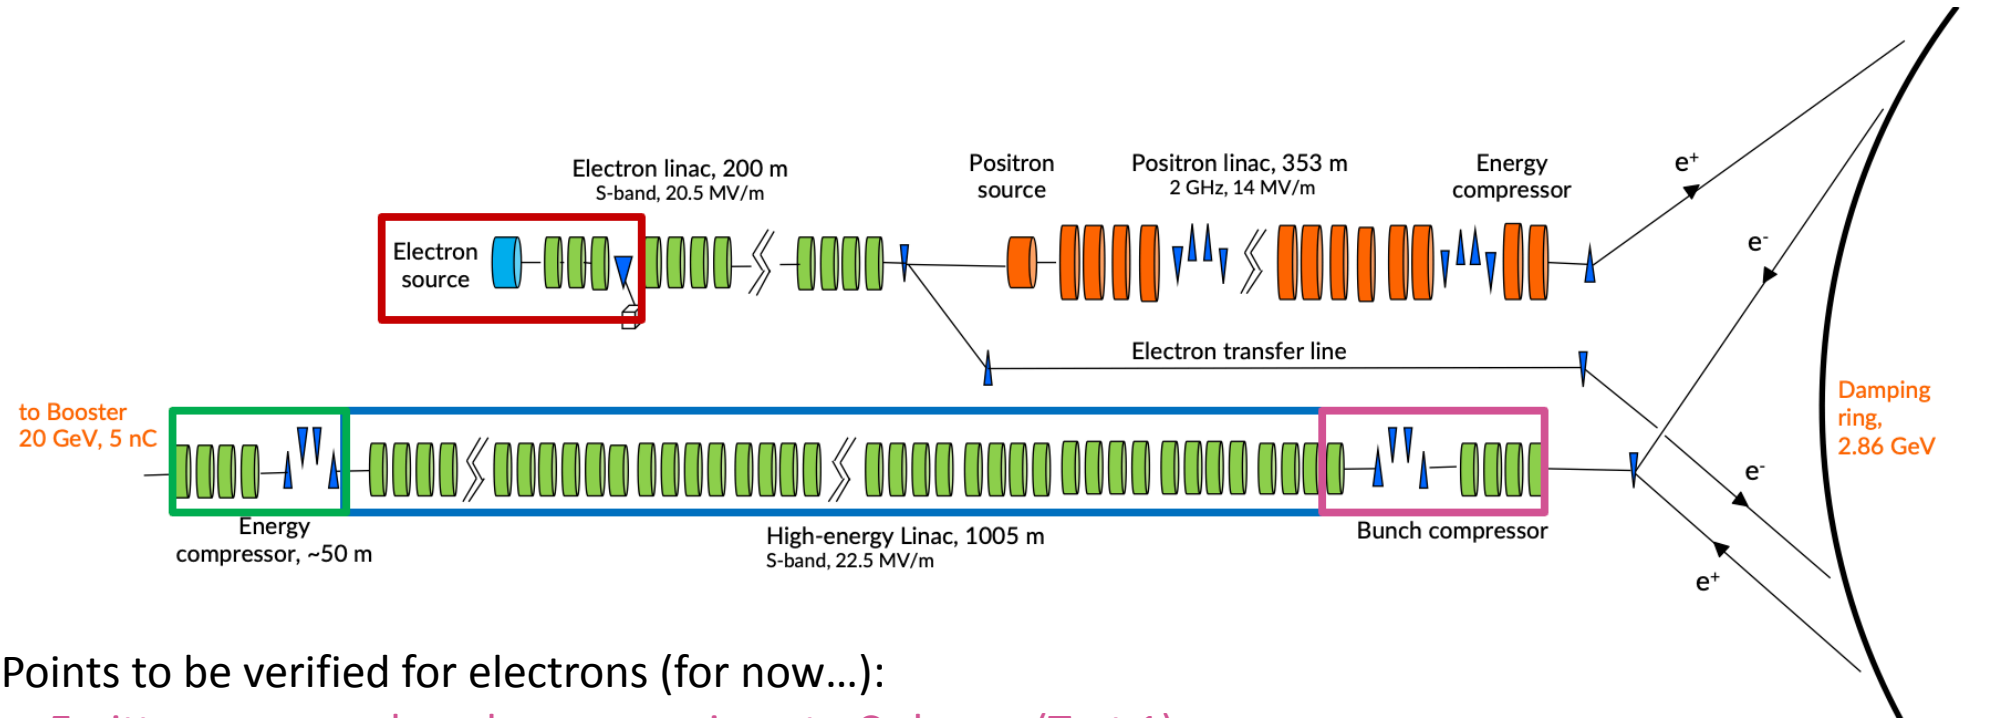 Electron linac, 200 m
S-band, 20.5 MV/m
Positron
source
Positron linac, 353 m
2 GHz, 14 MV/m
Energy
compressor
e⁺
Electron
source
e⁻
Electron transfer line
to Booster
20 GeV, 5 nC
Damping
ring,
2.86 GeV
e⁻
Energy
compressor, ~50 m
High-energy Linac, 1005 m
S-band, 22.5 MV/m
Bunch compressor
e⁺
Points to be verified for electrons (for now…):